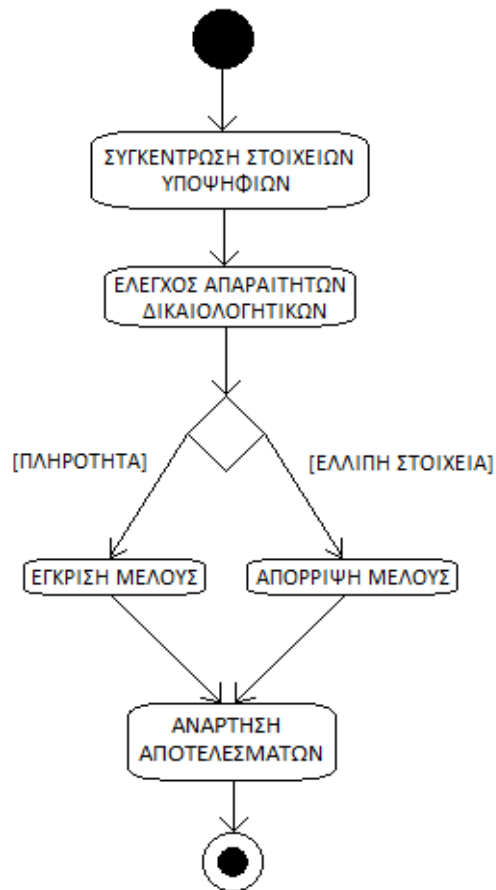 ΣΥΓΚΕΝΤΡΩΣΗ ΣΤΟΙΧΕΙΩΝ
ΥΠΟΨΗΦΙΩΝ
ΕΛΕΓΧΟΣ ΑΠΑΡΑΙΤΗΤΩΝ
ΔΙΚΑΙΟΛΟΓΗΤΙΚΩΝ
[ΠΛΗΡΟΤΗΤΑ]
[ΕΛΛΙΠΗ ΣΤΟΙΧΕΙΑ]
ΕΓΚΡΙΣΗ ΜΕΛΟΥΣ
ΑΠΟΡΡΙΨΗ ΜΕΛΟΥΣ
ΑΝΑΡΤΗΣΗ
ΑΠΟΤΕΛΕΣΜΑΤΩΝ